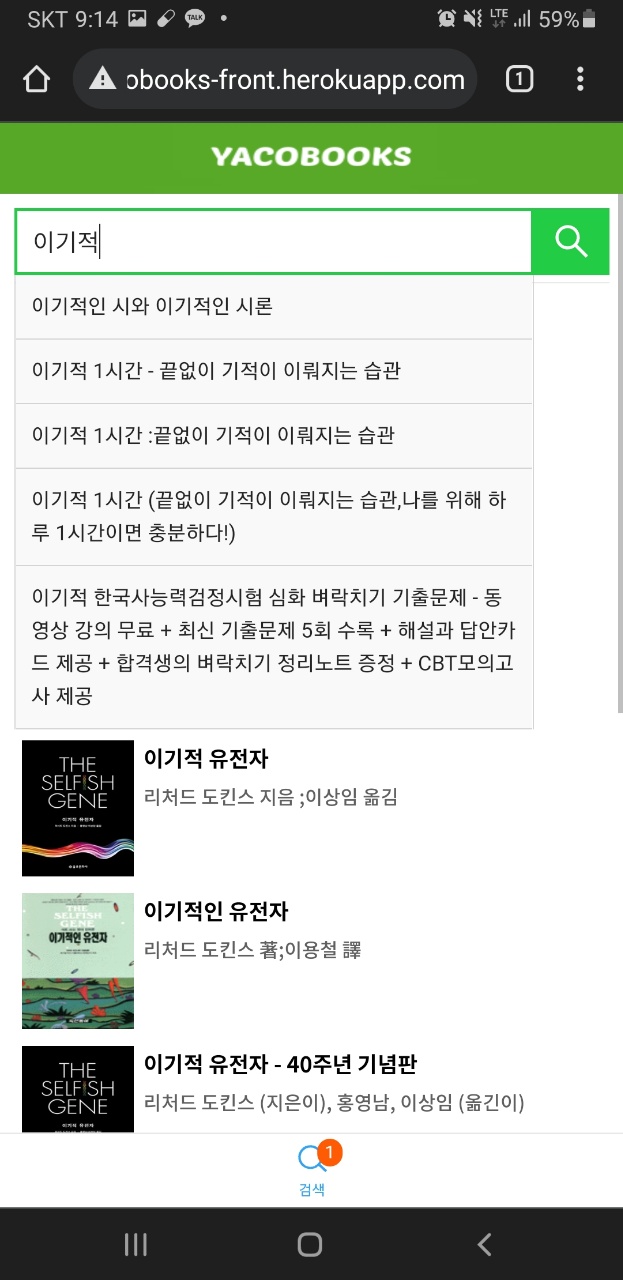 SKT 9:14 TALK LTE 59%
obooks-front.herokuapp.com 1
YACOBOOKS
이기적
이기적인 시와 이기적인 시론
이기적 1시간 - 끝없이 기적이 이뤄지는 습관
이기적 1시간 :끝없이 기적이 이뤄지는 습관
이기적 1시간 (끝없이 기적이 이뤄지는 습관,나를 위해 하
루 1시간이면 충분하다!)
이기적 한국사능력검정시험 심화 벼락치기 기출문제 - 동
영상 강의 무료 + 최신 기출문제 5회 수록 + 해설과 답안카
드 제공 + 합격생의 벼락치기 정리노트 증정 + CBT모의고
사 제공
THE
SELFISH
GENE
이기적 유전자
이기적 유전자
리처드 도킨스 지음 ;이상임 옮김
THE
SELFISH
GENE
이기적인 유전자
이기적인 유전자
리처드 도킨스 著;이용철 譯
THE
SELFISH
GENE
이기적 유전자 - 40주년 기념판
리처드 도킨스 (지은이), 홍영남, 이상임 (옮긴이)
1
검색